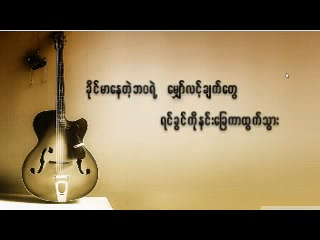 ခိုင်မာနေတဲ့ဘဝရဲ့ မျှော်လင့်ချက်တွေ
ရင်ခွင်ကိုနင်းခြေကာထွက်သွား